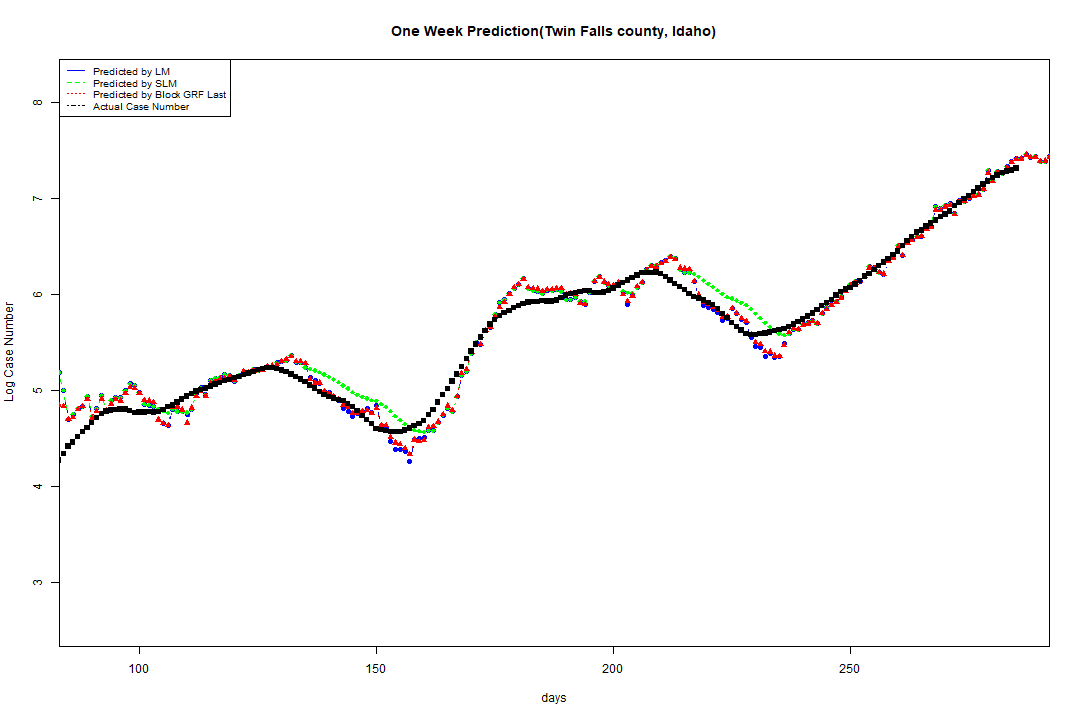 One Week Prediction(Twin Falls county, Idaho)
Predicted by LM
Predicted by SLM
Predicted by Block GRF Last
Actual Case Number
8
7
6
5
4
3
Log Case Number
100 150 200 250
days